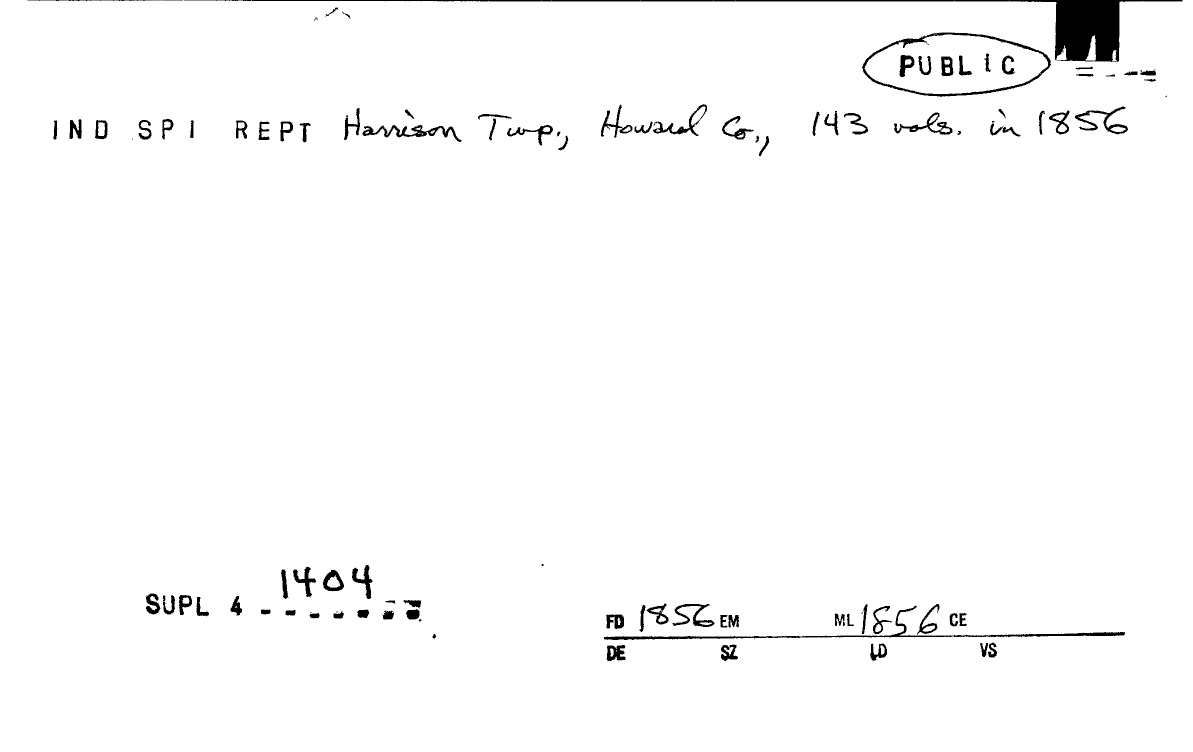 PUBLIC
IND SPI REPT Harrison Twp., Howard Co., 143 vols. in 1856
1404
SUPL 4
FD 1856 EM ML 1856 CE
DE SZ LD VS